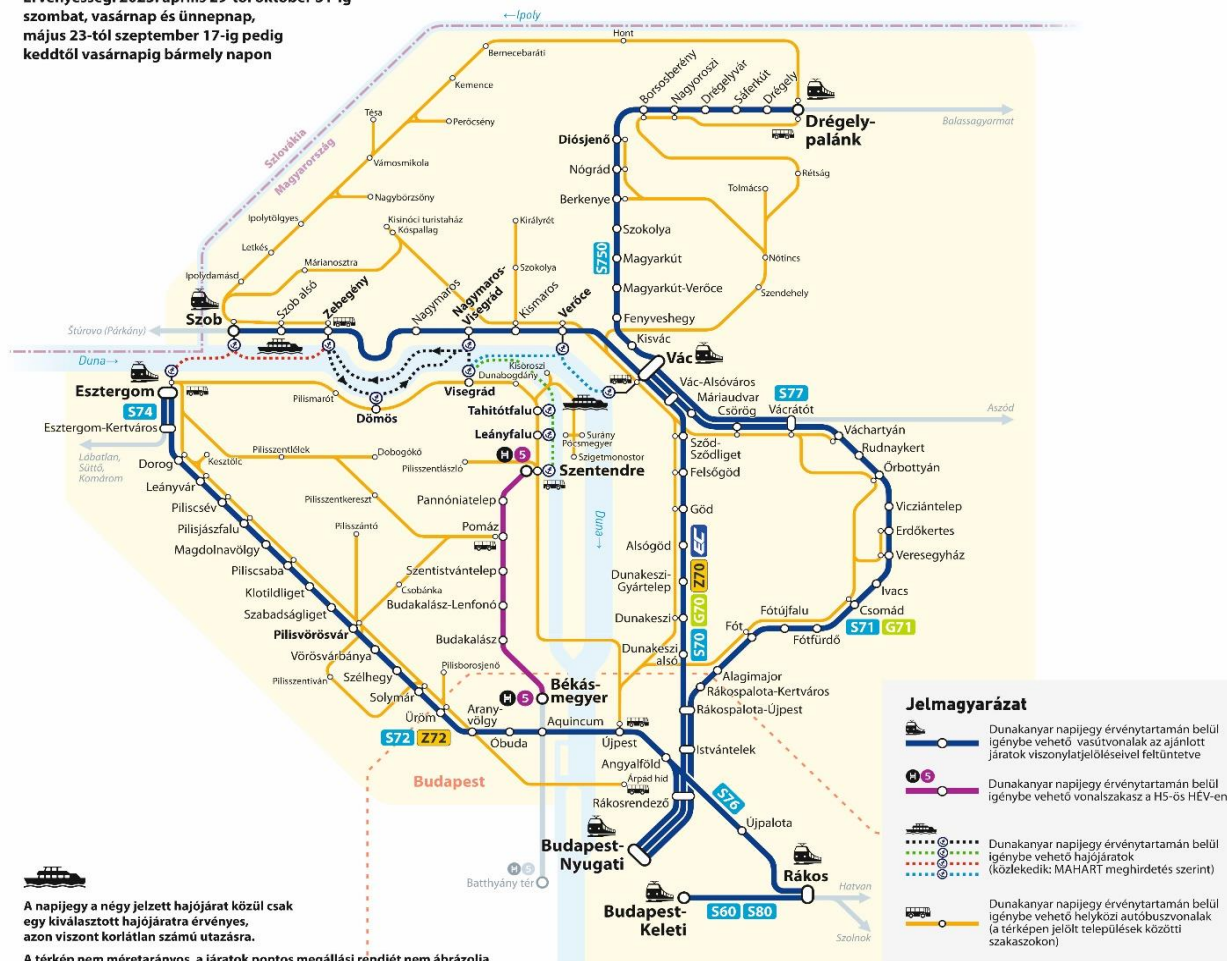 szombat, vasárnap és ünnepnap,
május 23-tól szeptember 17-ig pedig
keddtől vasárnapig bármely napon
←Ipoly
Szlovákia
Magyarország
Hont
Bernecebaráti
Kemence
Tésa
Perőcsény
Vámosmikola
Nagybörzsöny
Ipolytölgyes
Letkés
Ipolydamásd
Kisinóci turistaház
Kóspallag
Márianosztra
Királyrét
Szokolya
Borsosberény
Nagyoroszi
Drégelyvár
Sáferkút
Drégely
Drégely-
palánk
Balassagyarmat
Diósjenő
Nógrád
Berkenye
Szokolya
S750
Magyarkút
Magyarkút-Verőce
Fenyveshegy
Kisvác
Rétság
Tolmács
Nőtincs
Szendehely
Szob
Szob alsó
Zebegény
Nagymaros
Nagymaros-
Visegrád
Kismaros
Verőce
Vác
Štúrovo (Párkány)
Duna→
Esztergom
S74
Esztergom-Kertváros
Lábatlan,
Süttő,
Komárom
Pilismarót
Dömös
Visegrád
Kisoroszi
Dunabogdány
Tahitótfalu
Leányfalu
Surány
Pócsmegyer
Szigetmonostor
Pilisszentlászló
H 5
Szentendre
Vác-Alsóváros
Máriaudvar
Csörög
S77
Vácrátót
Aszód
Váchartyán
Rudnaykert
Őrbottyán
Vicziántelep
Erdőkertes
Veresegyház
Ivacs
Csomád
S71 G71
Fótújfalu
Fót
Fótfürdő
Sződ-
Sződliget
Felsőgöd
Göd
Alsógöd
EC
Dunakeszi-
Gyártelep
Z70
Dunakeszi
G70
Dunakeszi
alsó
S70
Alagimajor
Rákospalota-Kertváros
Rákospalota-Újpest
Istvántelek
Dorog
Kesztölc
Pilisszentlélek
Dobogókő
Leányvár
Piliscsév
Pilisjászfalu
Magdolnavölgy
Piliscsaba
Klotildliget
Szabadságliget
Pilisvörösvár
Vörösvárbánya
Pilisszentiván
Szélhegy
Solymár
Üröm
S72 Z72
Pilisszentkereszt
Pilisszántó
Csobánka
Pilisborosjenő
Pannóniatelep
Pomáz
Szentistvántelep
Budakalász-Lenfonó
Budakalász
H 5
Békás-
megyer
Duna→
Arany-
völgy
Óbuda
Aquincum
Újpest
Angyalföld
Árpád híd
Rákosrendező
Budapest
S76
Újpalota
Budapest-
Nyugati
H 5
Batthyány tér
Rákos
Budapest-
Keleti
S60 S80
Hatvan
Szolnok
Jelmagyarázat
Dunakanyar napijegy érvénytartamán belül
igénybe vehető vasútvonalak az ajánlott
járatok viszonylatjelöléseivel feltüntetve
H 5
Dunakanyar napijegy érvénytartamán belül
igénybe vehető vonalszakasz a H5-ös HÉV-en
Dunakanyar napijegy érvénytartamán belül
igénybe vehető hajójáratok
(közlekedik: MAHART meghirdetés szerint)
Dunakanyar napijegy érvénytartamán belül
igénybe vehető helyközi autóbuszvonalak
(a térképen jelölt települések közötti
szakaszokon)
A napijegy a négy jelzett hajójárat közül csak
egy kiválasztott hajójáratra érvényes,
azon viszont korlátlan számú utazásra.
A térkép nem méretarányos, a járatok pontos megállási rendjét nem ábrázolja.